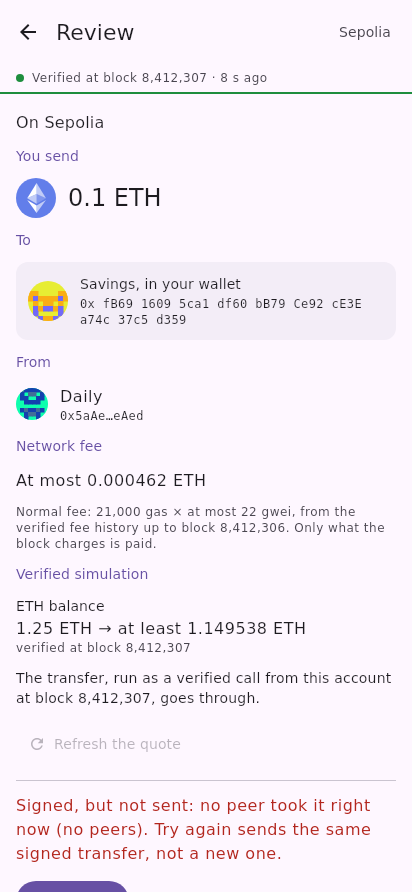 Review
Sepolia
Verified at block 8,412,307 · 8 s ago
On Sepolia
You send
0.1 ETH
To
Savings, in your wallet
0x fB69 1609 5ca1 df60 bB79 Ce92 cE3E
a74c 37c5 d359
From
Daily
0x5aAe…eAed
Network fee
At most 0.000462 ETH
Normal fee: 21,000 gas × at most 22 gwei, from the
verified fee history up to block 8,412,306. Only what the
block charges is paid.
Verified simulation
ETH balance
1.25 ETH → at least 1.149538 ETH
verified at block 8,412,307
The transfer, run as a verified call from this account
at block 8,412,307, goes through.
Refresh the quote
Signed, but not sent: no peer took it right
now (no peers). Try again sends the same
signed transfer, not a new one.